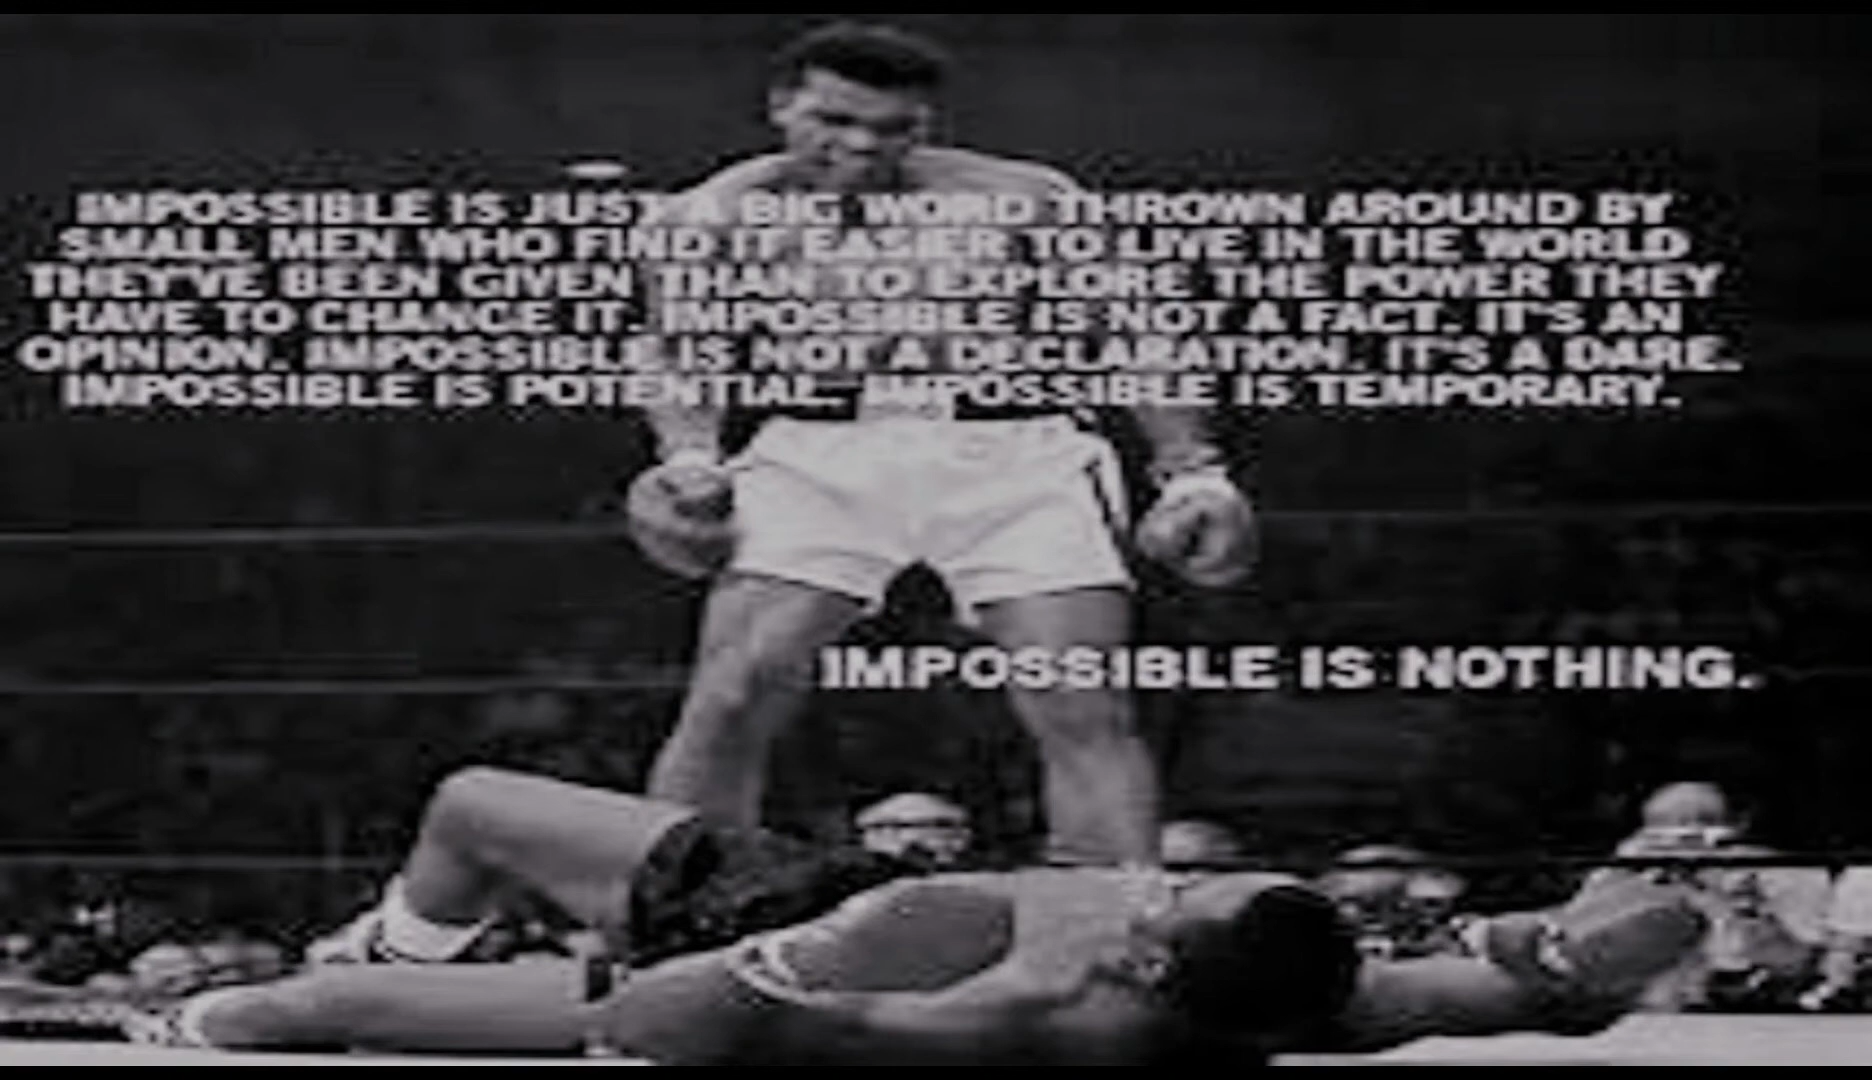 IMPOSSIBLE IS JUST A BIG WORD THROWN AROUND BY
SMALL MEN WHO FIND IT EASIER TO LIVE IN THE WORLD
THEY'VE BEEN GIVEN THAN TO EXPLORE THE POWER THEY
HAVE TO CHANGE IT. IMPOSSIBLE IS NOT A FACT. IT'S AN
OPINION. IMPOSSIBLE IS NOT A DECLARATION. IT'S A DARE.
IMPOSSIBLE IS POTENTIAL. IMPOSSIBLE IS TEMPORARY.
IMPOSSIBLE IS NOTHING.